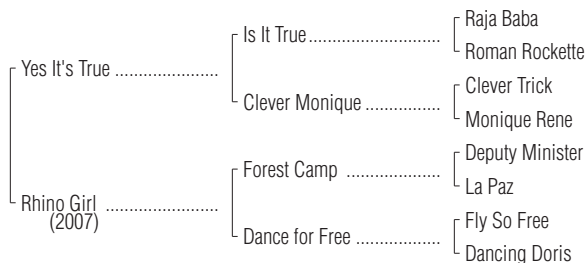 Raja Baba
Is It True
Roman Rockette
Yes It's True
Clever Trick
Clever Monique
Monique Rene
Deputy Minister
Forest Camp
La Paz
Rhino Girl
(2007)
Fly So Free
Dance for Free
Dancing Doris